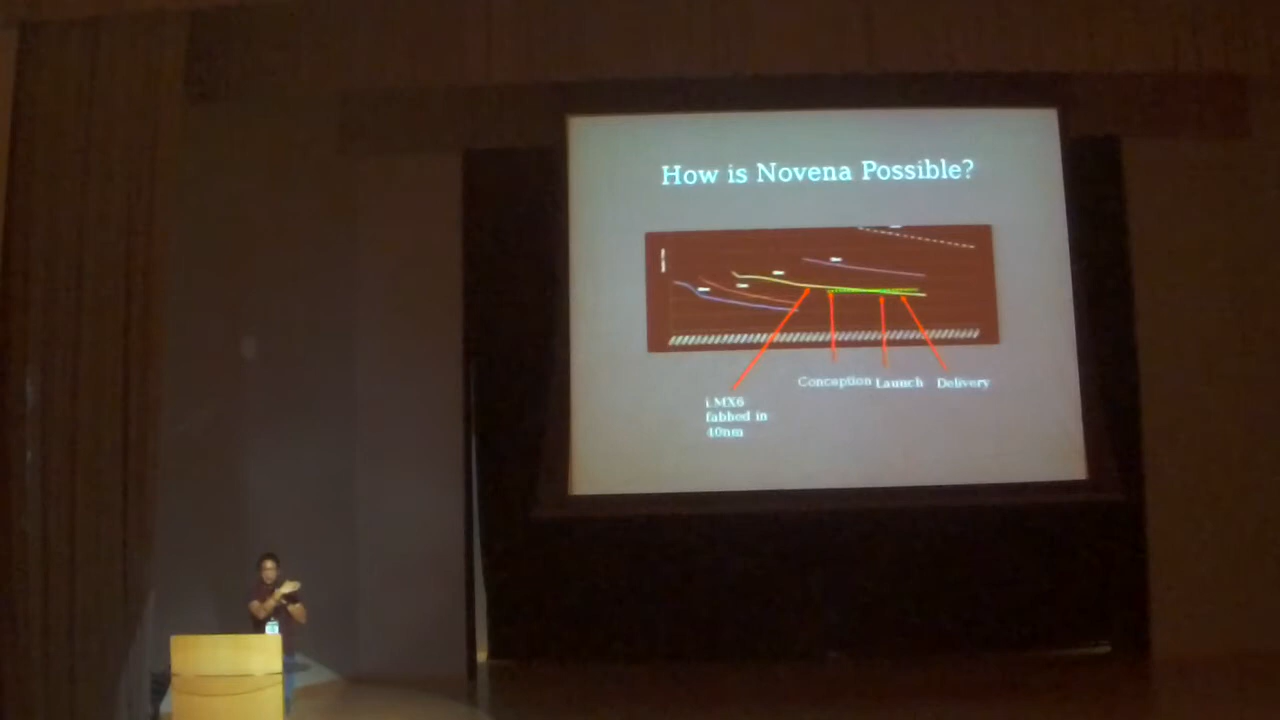 How is Novena Possible?
Conception
Launch
Delivery
i.MX6
fabbed in
40nm